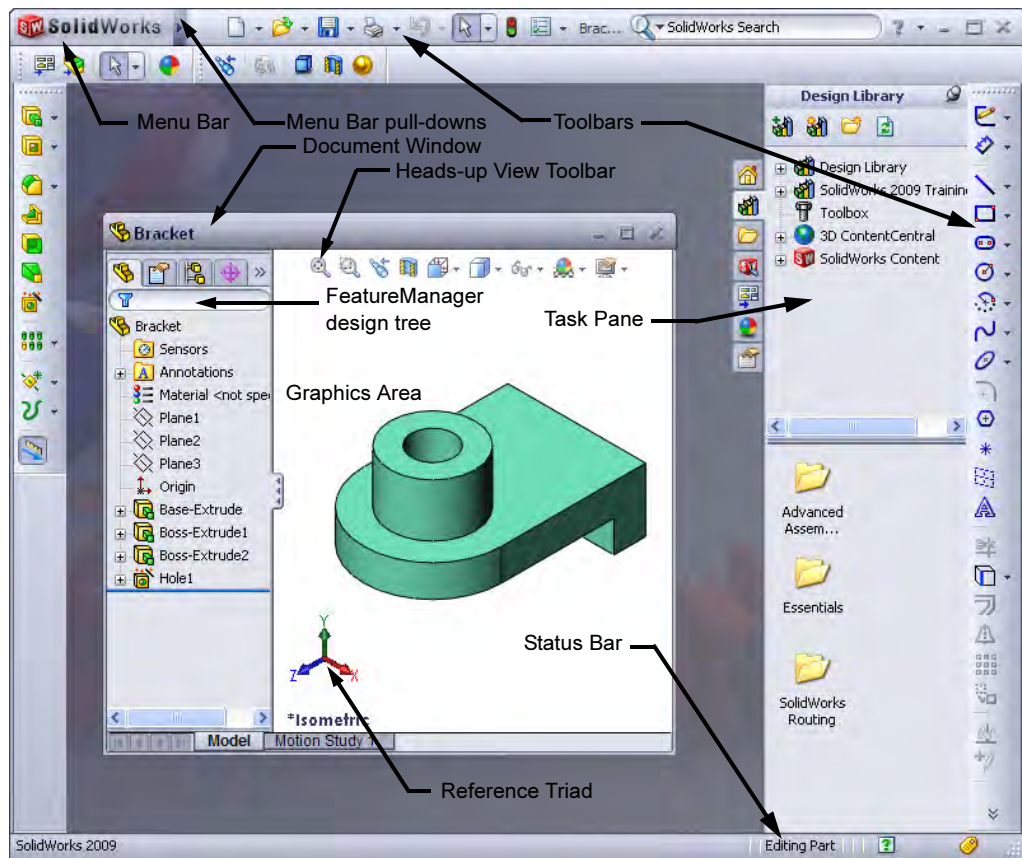 SolidWorks
Brac...
SolidWorks Search
?
Menu Bar
Menu Bar pull-downs
Toolbars
Document Window
Heads-up View Toolbar
Design Library
Design Library
SolidWorks 2009 Trainin
Toolbox
3D ContentCentral
SolidWorks Content
Bracket
FeatureManager
design tree
Task Pane
Bracket
Sensors
Annotations
Material <not spe
Plane1
Plane2
Plane3
Origin
Base-Extrude
Boss-Extrude1
Boss-Extrude2
Hole1
Graphics Area
Advanced
Assem...
Essentials
SolidWorks
Routing
Status Bar
Y
Z
X
*Isometric
Model
Motion Study 1
Reference Triad
SolidWorks 2009
Editing Part
?